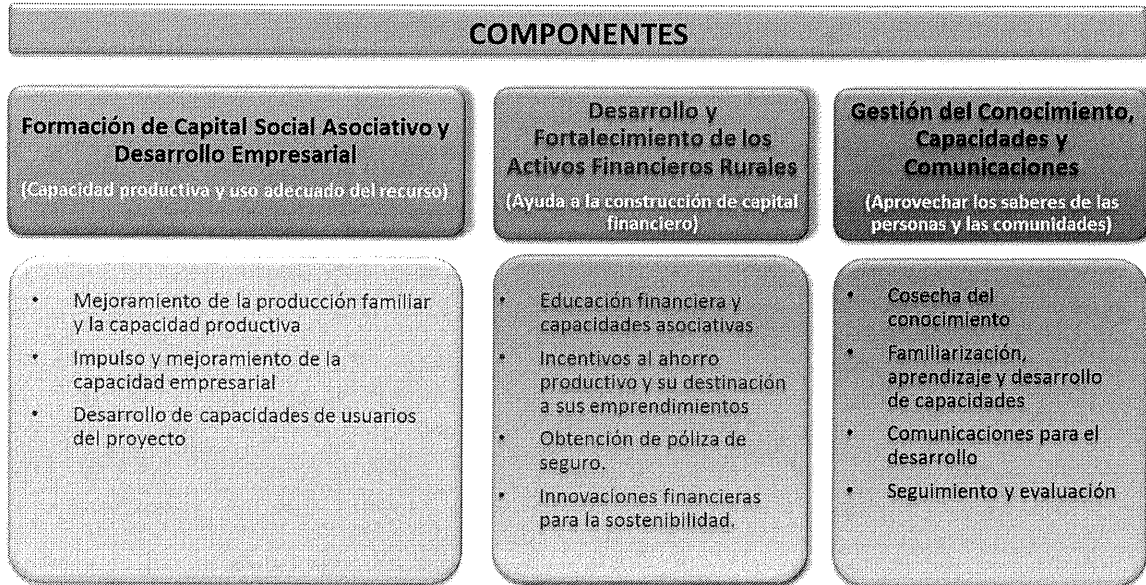 COMPONENTES
Formación de Capital Social Asociativo y
Desarrollo Empresarial
(Capacidad productiva y uso adecuado del recurso)
• Mejoramiento de la producción familiar
y la capacidad productiva
• Impulso y mejoramiento de la
capacidad empresarial
• Desarrollo de capacidades de usuarios
del proyecto
Desarrollo y
Fortalecimiento de los
Activos Financieros Rurales
(Ayuda a la construcción de capital
financiero)
• Educación financiera y
capacidades asociativas
• Incentivos al ahorro
productivo y su destinación
a sus emprendimientos
• Obtención de póliza de
seguro.
• Innovaciones financieras
para la sostenibilidad.
Gestión del Conocimiento,
Capacidades y
Comunicaciones
(Aprovechar los saberes de las
personas y las comunidades)
• Cosecha del
conocimiento
• Familiarización,
aprendizaje y desarrollo
de capacidades
• Comunicaciones para el
desarrollo
• Seguimiento y evaluación